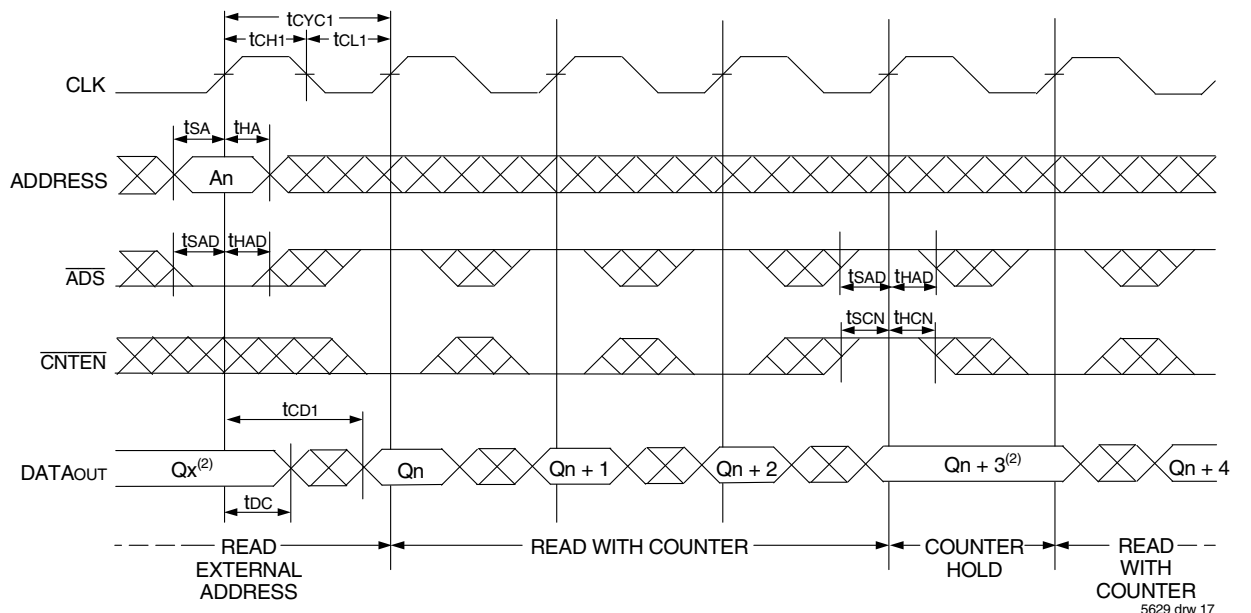 tCYC1
tCH1 tCL1
CLK
tSA tHA
ADDRESS An
tSAD tHAD
ADS tSAD tHAD
tSCN tHCN
CNTEN
tCD1
DATAOUT Qx(2) Qn Qn + 1 Qn + 2 Qn + 3(2) Qn + 4
tDC
READ EXTERNAL ADDRESS
READ WITH COUNTER
COUNTER HOLD
READ WITH COUNTER
5629 drw 17